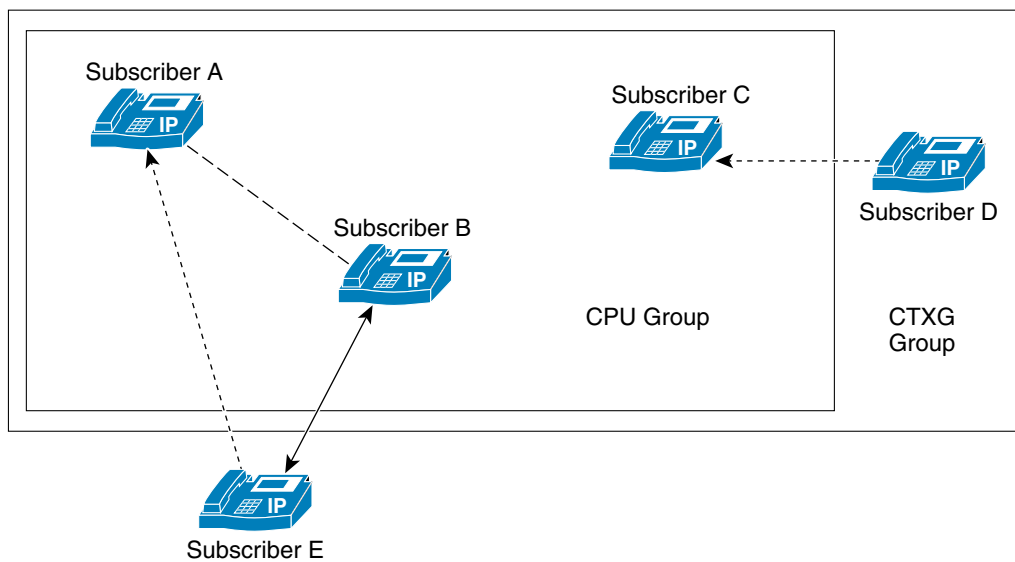 Subscriber A
IP
Subscriber C
IP
IP
Subscriber D
Subscriber B
IP
CPU Group
CTXG
Group
IP
Subscriber E